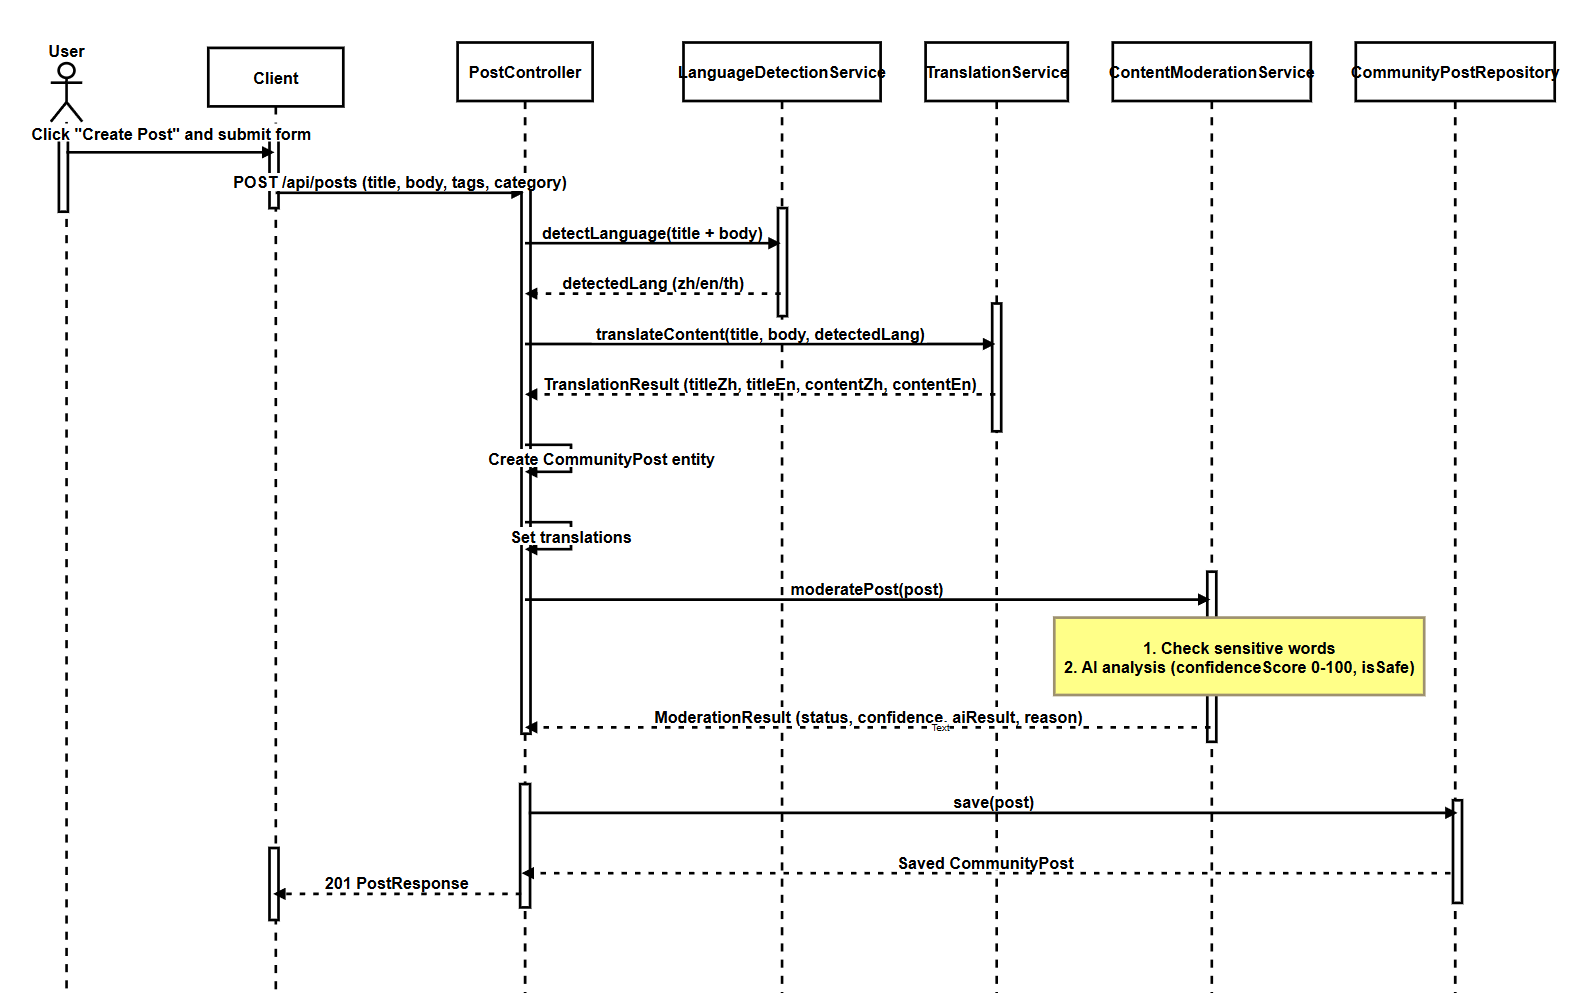 User
Client
PostController
LanguageDetectionService
TranslationService
ContentModerationService
CommunityPostRepository
Click "Create Post" and submit form
POST /api/posts (title, body, tags, category)
detectLanguage(title + body)
detectedLang (zh/en/th)
translateContent(title, body, detectedLang)
TranslationResult (titleZh, titleEn, contentZh, contentEn)
Create CommunityPost entity
Set translations
moderatePost(post)
1. Check sensitive words
2. AI analysis (confidenceScore 0-100, isSafe)
ModerationResult (status, confidence, aiResult, reason)
Text
save(post)
Saved CommunityPost
201 PostResponse